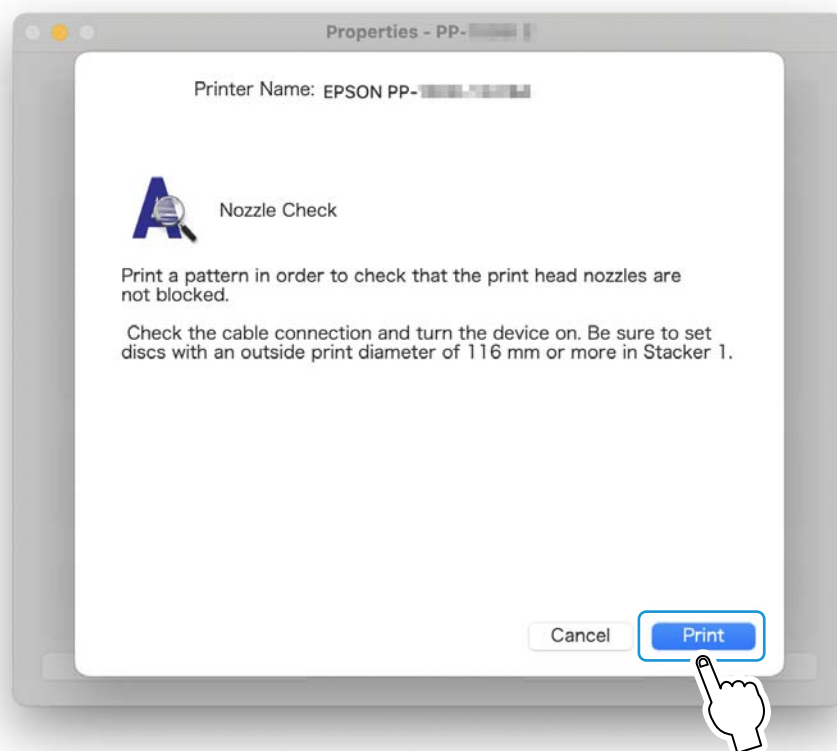 Properties - PP-
Printer Name: EPSON PP-
Nozzle Check
Print a pattern in order to check that the print head nozzles are
not blocked.
Check the cable connection and turn the device on. Be sure to set
discs with an outside print diameter of 116 mm or more in Stacker 1.
Cancel Print